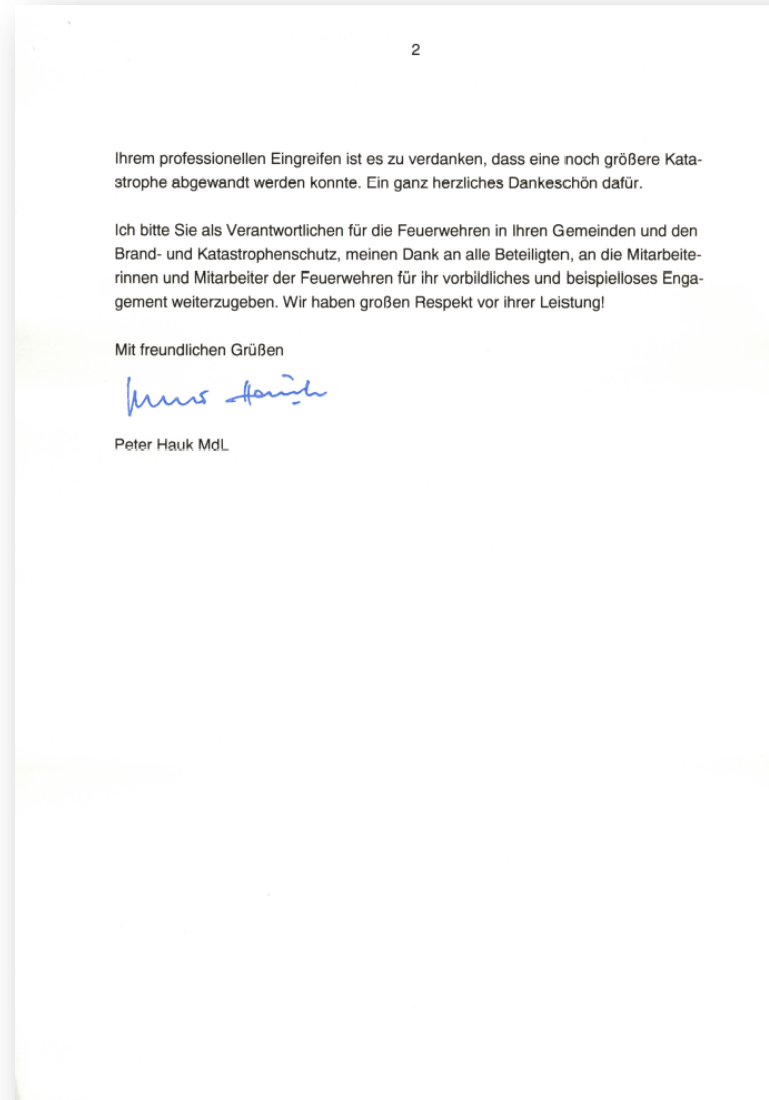 2
Ihrem professionellen Eingreifen ist es zu verdanken, dass eine noch größere Kata-
strophe abgewandt werden konnte. Ein ganz herzliches Dankeschön dafür.
Ich bitte Sie als Verantwortlichen für die Feuerwehren in Ihren Gemeinden und den
Brand- und Katastrophenschutz, meinen Dank an alle Beteiligten, an die Mitarbeite-
rinnen und Mitarbeiter der Feuerwehren für ihr vorbildliches und beispielloses Enga-
gement weiterzugeben. Wir haben großen Respekt vor ihrer Leistung!
Mit freundlichen Grüßen
Peter Hauk MdL